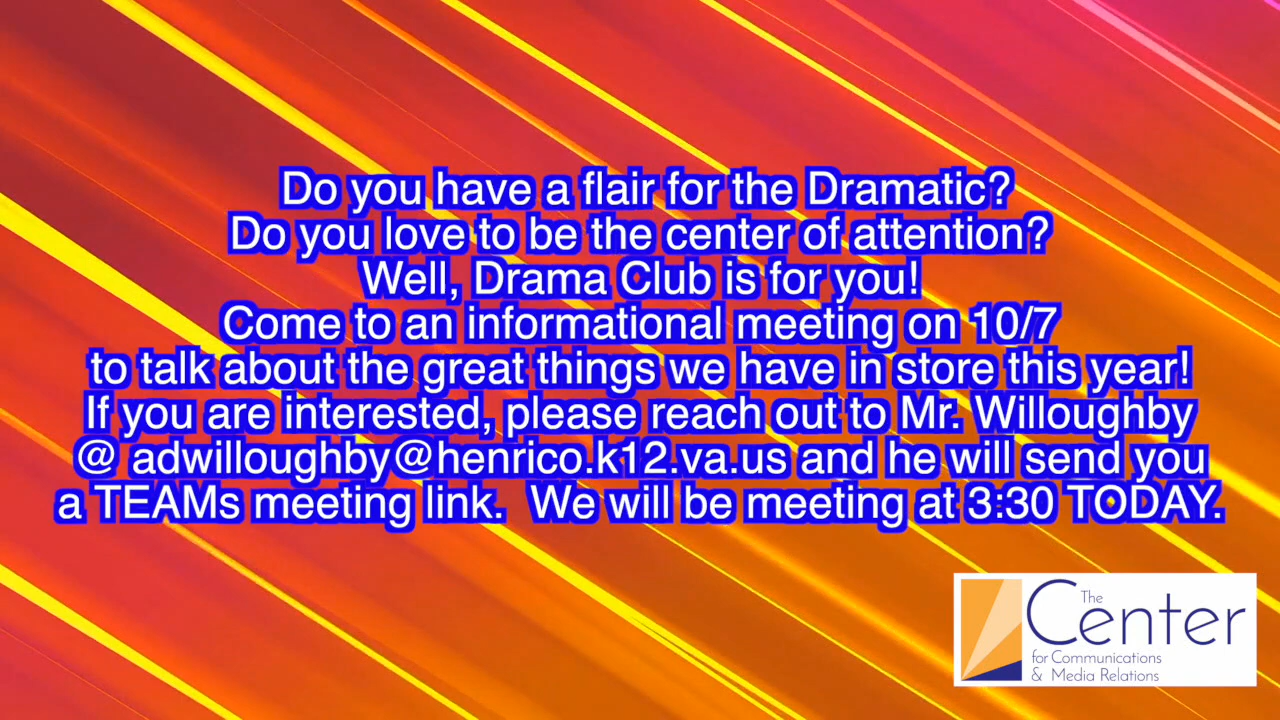 Do you have a flair for the Dramatic?
Do you love to be the center of attention?
Well, Drama Club is for you!
Come to an informational meeting on 10/7
to talk about the great things we have in store this year!
If you are interested, please reach out to Mr. Willoughby
@ adwilloughby@henrico.k12.va.us and he will send you
a TEAMs meeting link.  We will be meeting at 3:30 TODAY.
The
Center
for Communications
& Media Relations